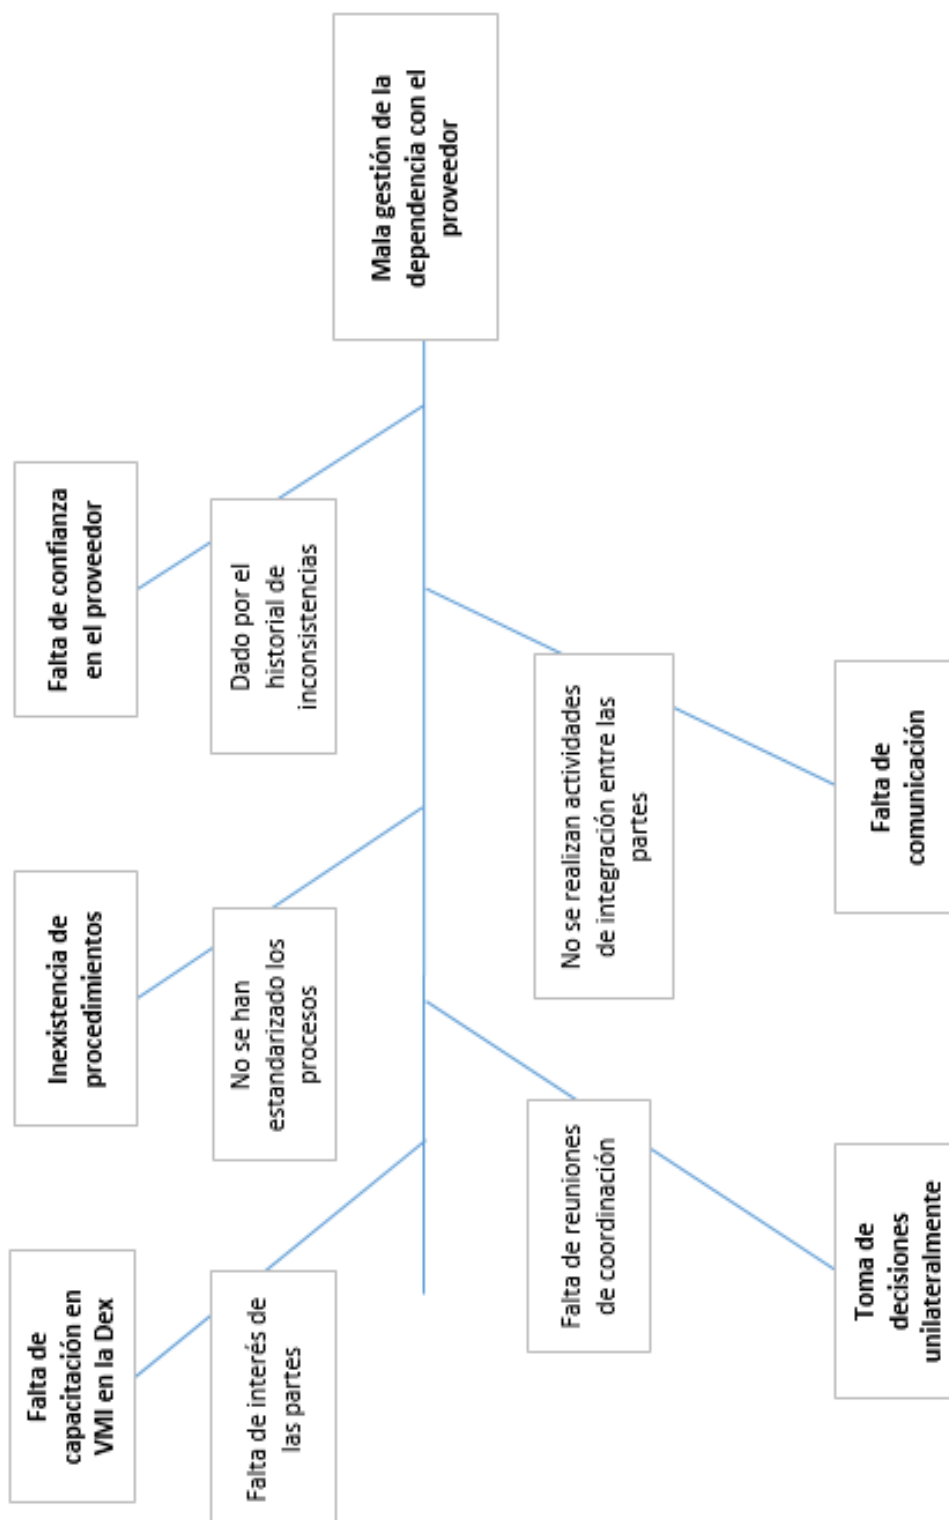 Falta de
capacitación en
VMI en la Dex
Inexistencia de
procedimientos
Falta de confianza
en el proveedor
Falta de interés de
las partes
No se han
estandarizado los
procesos
Dado por el
historial de
inconsistencias
Mala gestión de la
dependencia con el
proveedor
Falta de reuniones
de coordinación
No se realizan actividades
de integración entre las
partes
Toma de
decisiones
unilateralmente
Falta de
comunicación